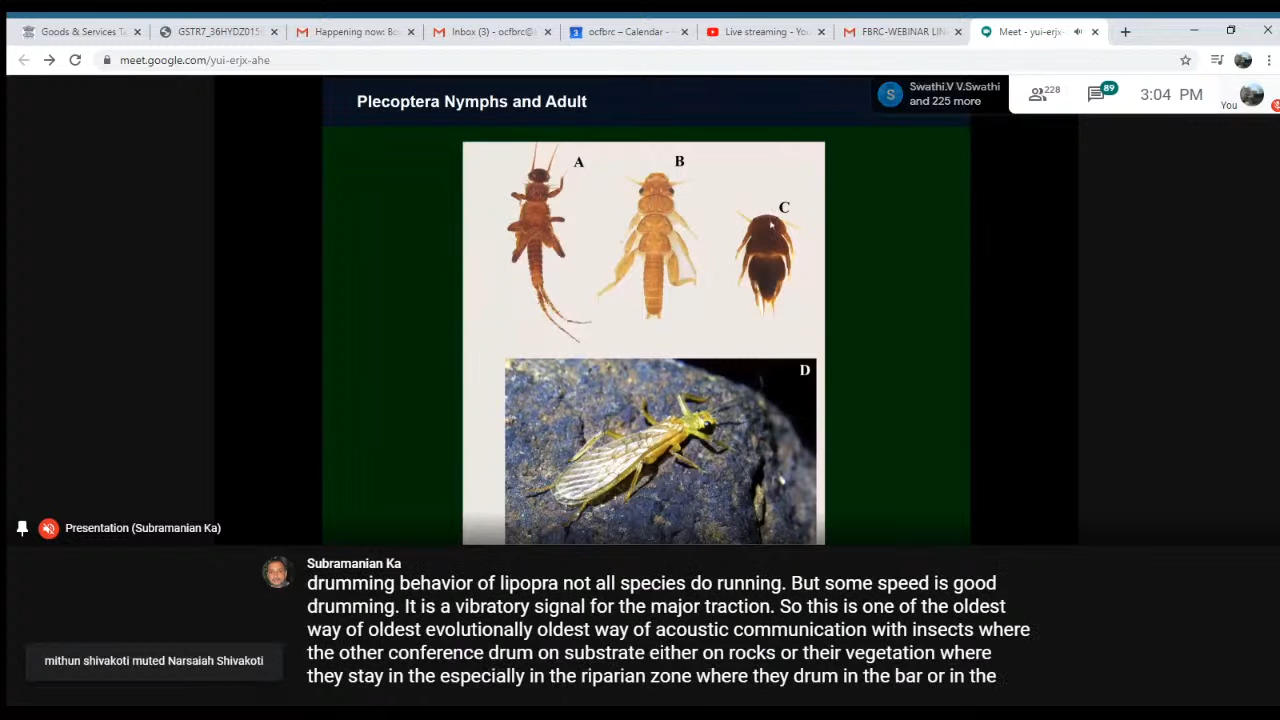 Goods & Services Ta
GSTR7_36HYDZ015
Happening now: Bo
Inbox (3) - ocfbrc@
3
ocfbrc – Calendar -
Live streaming - You
FBRC-WEBINAR LIN
Meet - yui-erjx-
meet.google.com/yui-erjx-ahe
Plecoptera Nymphs and Adult
S
Swathi.V V.Swathi
and 225 more
228
89
3:04 PM
You
A
B
C
D
Presentation (Subramanian Ka)
Subramanian Ka
drumming behavior of lipopra not all species do running. But some speed is good
drumming. It is a vibratory signal for the major traction. So this is one of the oldest
way of oldest evolutionally oldest way of acoustic communication with insects where
the other conference drum on substrate either on rocks or their vegetation where
they stay in the especially in the riparian zone where they drum in the bar or in the
mithun shivakoti muted Narsaiah Shivakoti